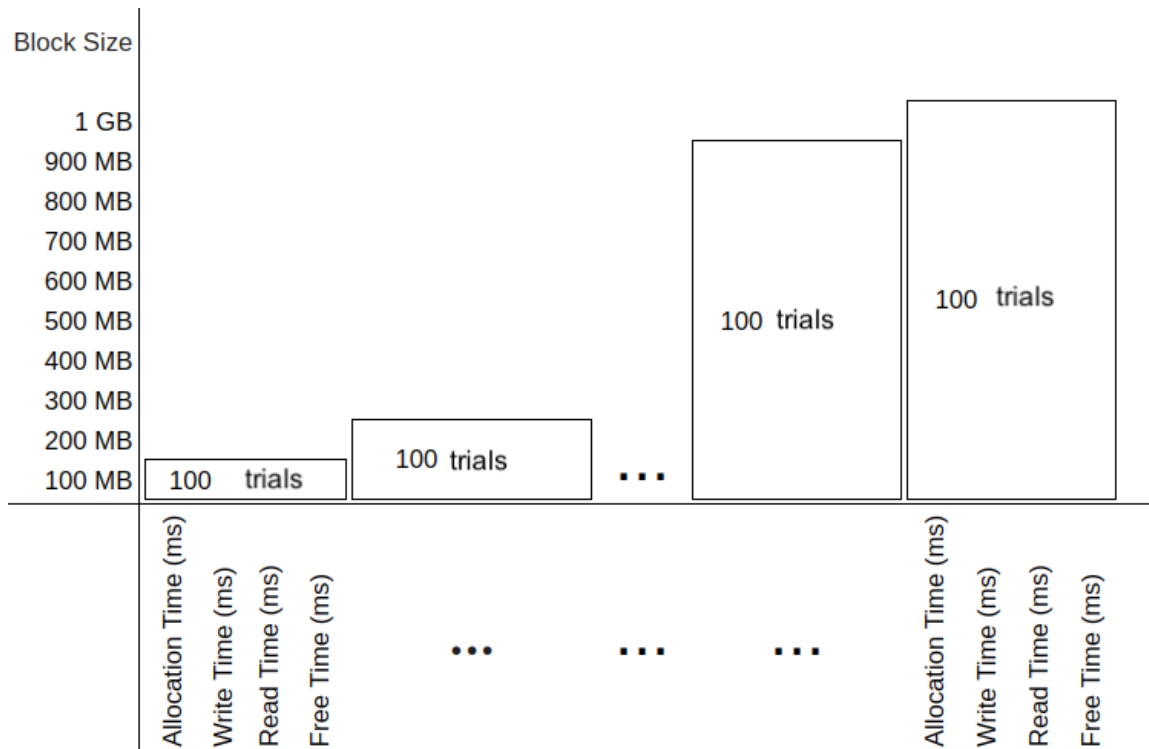 Block Size
1 GB
900 MB
800 MB
700 MB
600 MB
500 MB
400 MB
300 MB
200 MB
100 MB
100 trials
100 trials
...
100 trials
100 trials
Allocation Time (ms)
Write Time (ms)
Read Time (ms)
Free Time (ms)
...
...
...
Allocation Time (ms)
Write Time (ms)
Read Time (ms)
Free Time (ms)